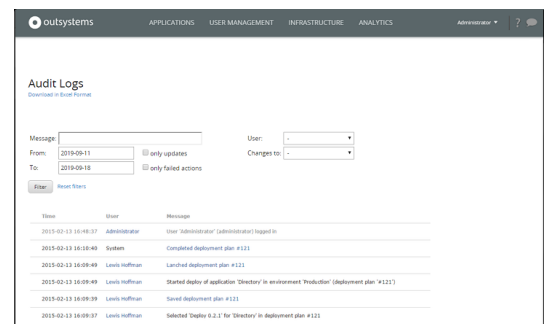 outsystems APPLICATIONS USER MANAGEMENT INFRASTRUCTURE ANALYTICS Administrator ?
Audit Logs
Download in Excel Format
Message: User: -
From: 2019-09-11 only updates Changes to: -
To: 2019-09-18 only failed actions
Filter Reset filters
Time User Message
2015-02-13 16:48:37 Administrator User 'Administrator' (administrator) logged in
2015-02-13 16:10:49 System Completed deployment plan #121
2015-02-13 16:09:49 Lewis Hoffman Lanched deployment plan #121
2015-02-13 16:09:49 Lewis Hoffman Started deploy of application 'Directory' in environment 'Production' (deployment plan '#121')
2015-02-13 16:09:39 Lewis Hoffman Saved deployment plan #121
2015-02-13 16:09:37 Lewis Hoffman Selected 'Deploy 0.2.1' for 'Directory' in deployment plan #121